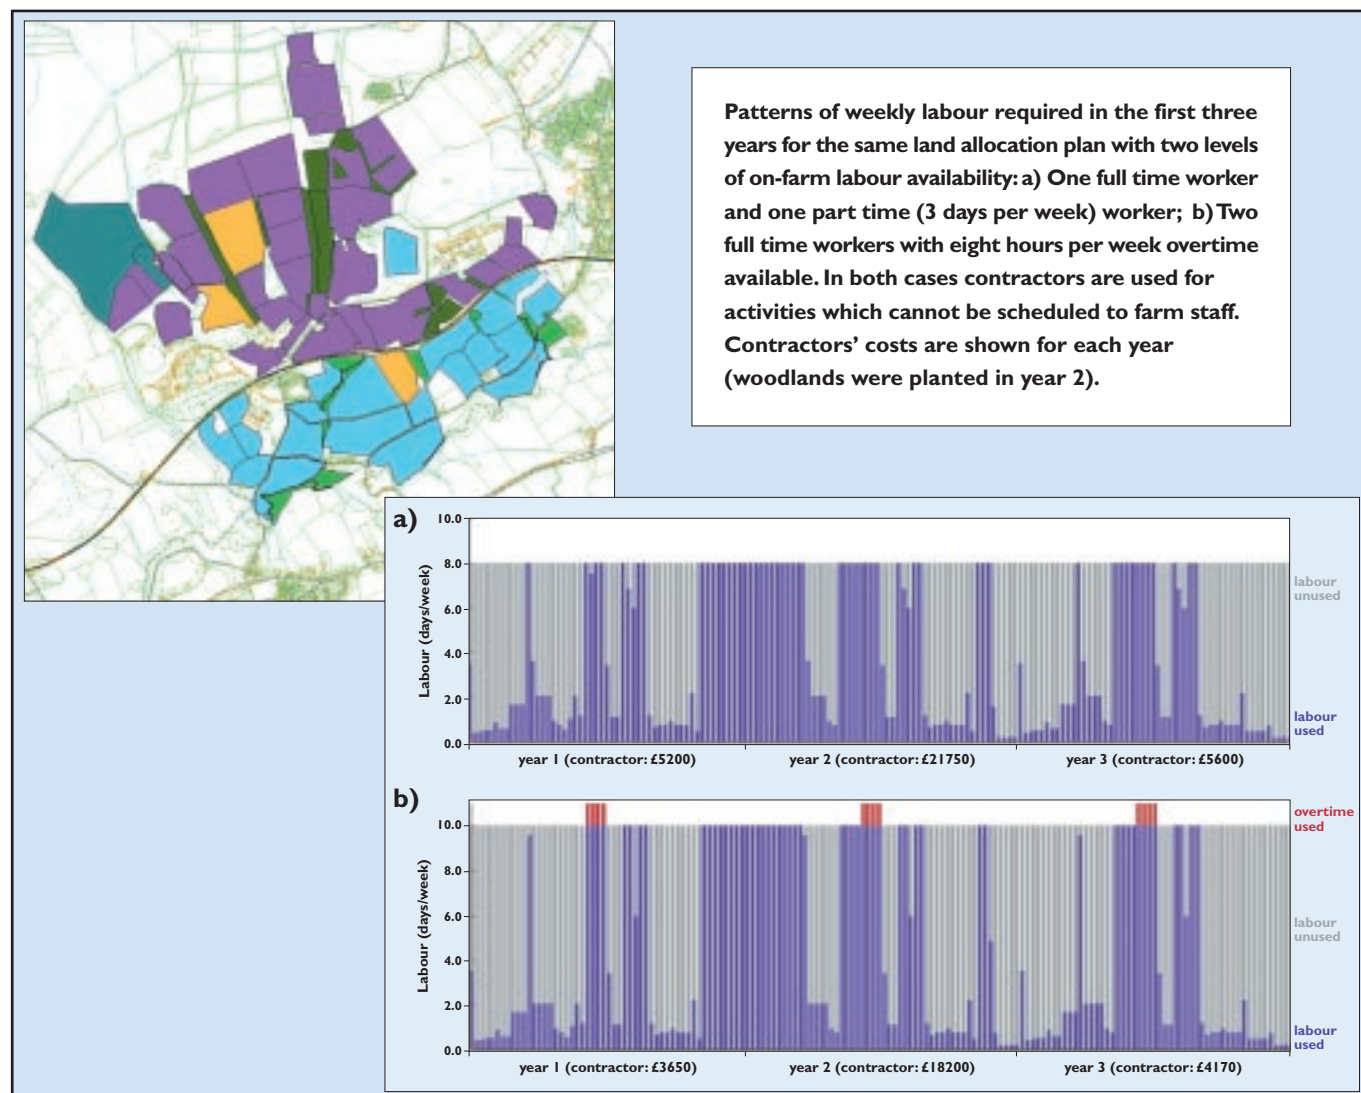 Patterns of weekly labour required in the first three
years for the same land allocation plan with two levels
of on-farm labour availability: a) One full time worker
and one part time (3 days per week) worker; b) Two
full time workers with eight hours per week overtime
available. In both cases contractors are used for
activities which cannot be scheduled to farm staff.
Contractors’ costs are shown for each year
(woodlands were planted in year 2).
a)
Labour (days/week)
10.0
8.0
6.0
4.0
2.0
0.0
labour
unused
labour
used
year 1 (contractor: £5200)
year 2 (contractor: £21750)
year 3 (contractor: £5600)
b)
Labour (days/week)
10.0
8.0
6.0
4.0
2.0
0.0
overtime
used
labour
unused
labour
used
year 1 (contractor: £3650)
year 2 (contractor: £18200)
year 3 (contractor: £4170)